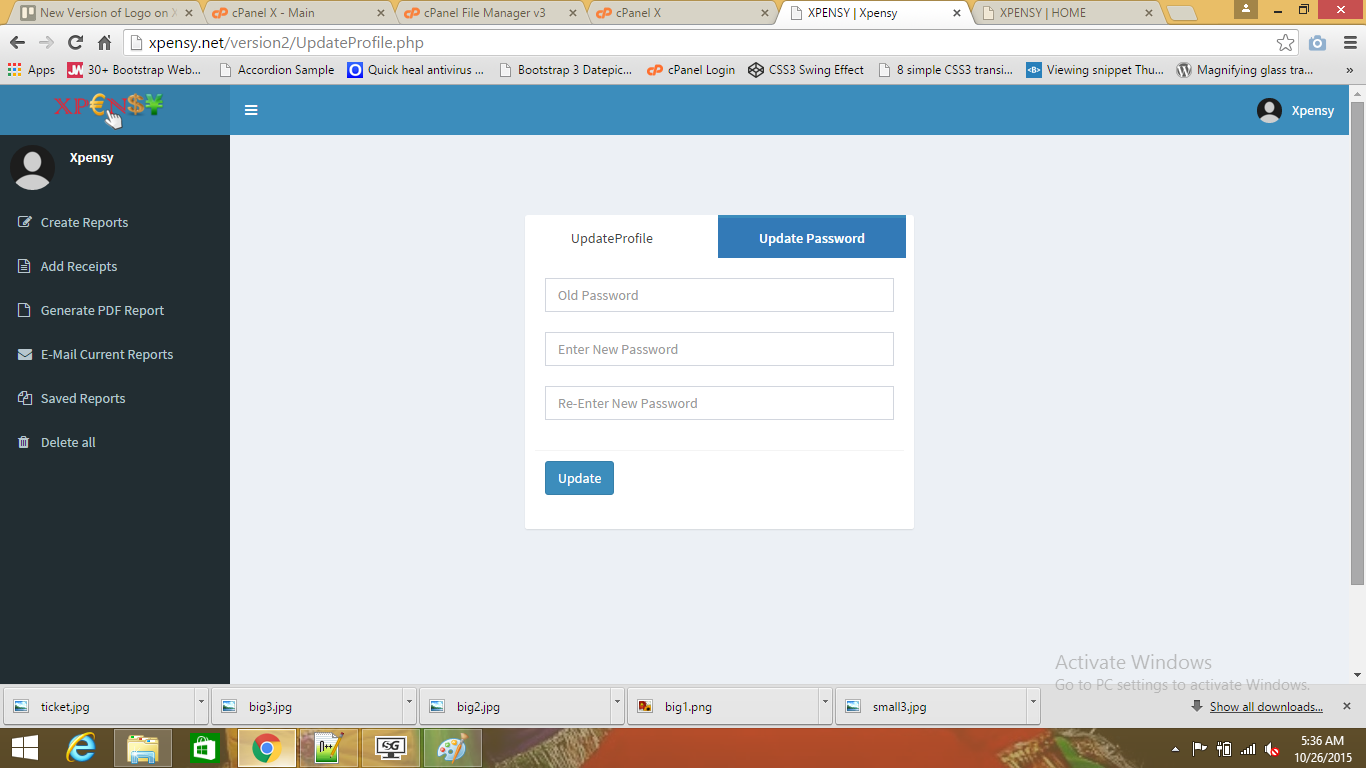 New Version of Logo on X
cPanel X - Main
cPanel File Manager v3
cPanel X
XPENSY | Xpensy
XPENSY | HOME
xpensy.net/version2/UpdateProfile.php
Apps
JW 30+ Bootstrap Web...
Accordion Sample
Quick heal antivirus ...
Bootstrap 3 Datepic...
cP cPanel Login
CSS3 Swing Effect
8 simple CSS3 transi...
<B> Viewing snippet Thu...
Magnifying glass tra...
»
XP€N$¥
Xpensy
Xpensy
Create Reports
Add Receipts
Generate PDF Report
E-Mail Current Reports
Saved Reports
Delete all
UpdateProfile
Update Password
Old Password
Enter New Password
Re-Enter New Password
Update
Activate Windows
Go to PC settings to activate Windows.
ticket.jpg
big3.jpg
big2.jpg
big1.png
small3.jpg
Show all downloads...
SG
5:36 AM
10/26/2015